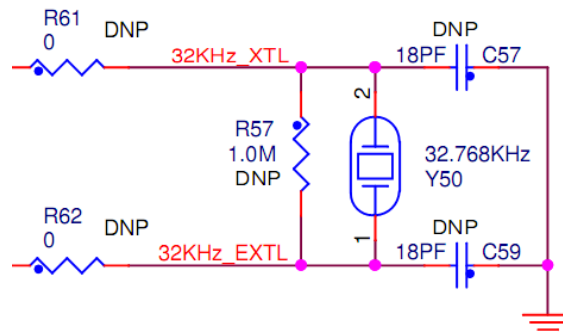 R61
0
DNP
32KHz_XTL
DNP
18PF
C57
2
R57
1.0M
DNP
32.768KHz
Y50
R62
0
DNP
32KHz_EXTL
1
DNP
18PF
C59